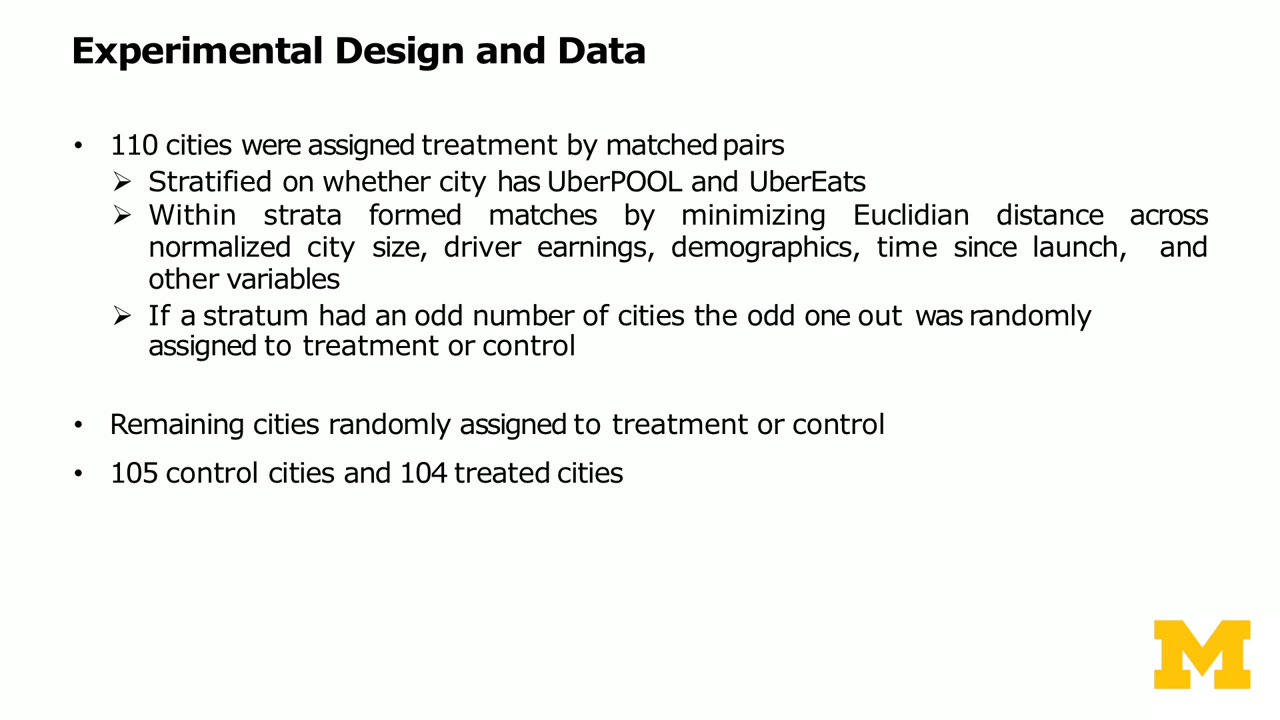 Experimental Design and Data
• 110 cities were assigned treatment by matched pairs
➢ Stratified on whether city has UberPOOL and UberEats
➢ Within strata formed matches by minimizing Euclidian distance across
normalized city size, driver earnings, demographics, time since launch, and
other variables
➢ If a stratum had an odd number of cities the odd one out was randomly
assigned to treatment or control
• Remaining cities randomly assigned to treatment or control
• 105 control cities and 104 treated cities
M